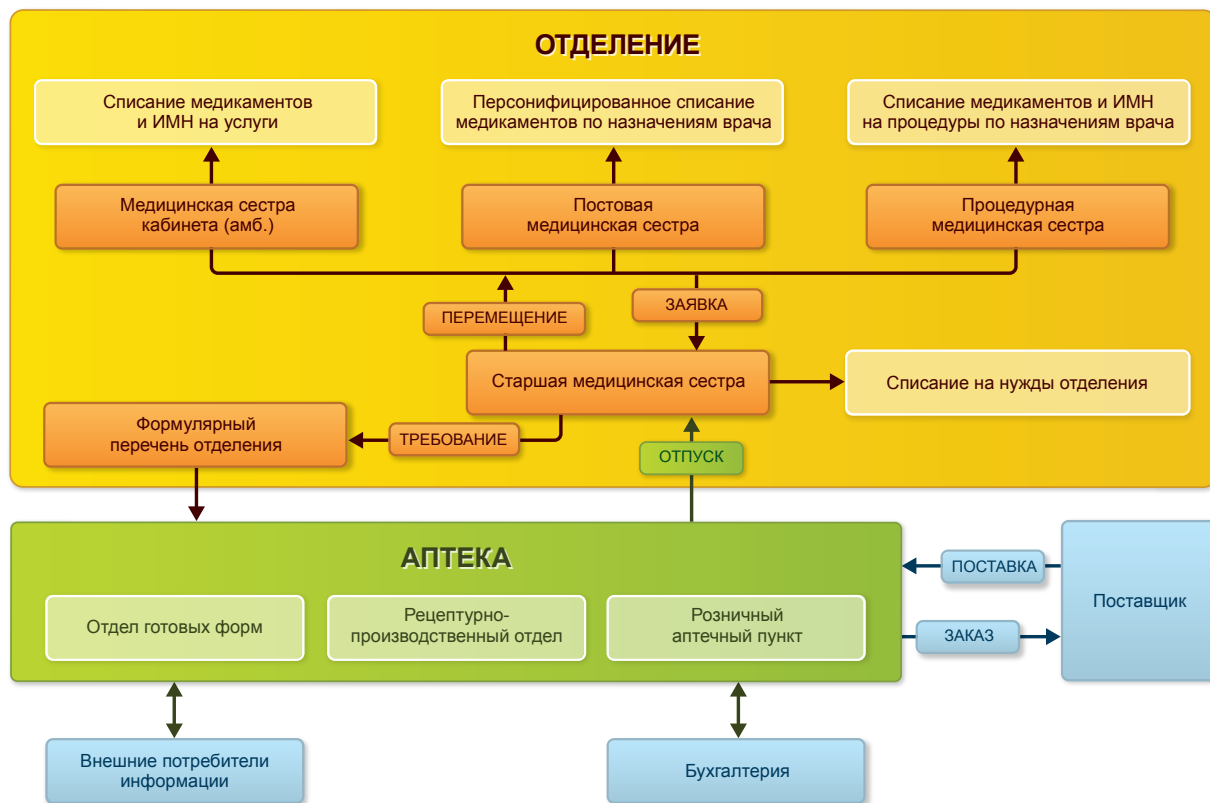 ОТДЕЛЕНИЕ
Списание медикаментов
и ИМН на услуги
Персонифицированное списание
медикаментов по назначениям врача
Списание медикаментов и ИМН
на процедуры по назначениям врача
Медицинская сестра
кабинета (амб.)
Постовая
медицинская сестра
Процедурная
медицинская сестра
ПЕРЕМЕЩЕНИЕ
ЗАЯВКА
Старшая медицинская сестра
Списание на нужды отделения
Формулярный
перечень отделения
ТРЕБОВАНИЕ
ОТПУСК
АПТЕКА
Отдел готовых форм
Рецептурно-
производственный отдел
Розничный
аптечный пункт
ПОСТАВКА
ЗАКАЗ
Поставщик
Внешние потребители
информации
Бухгалтерия